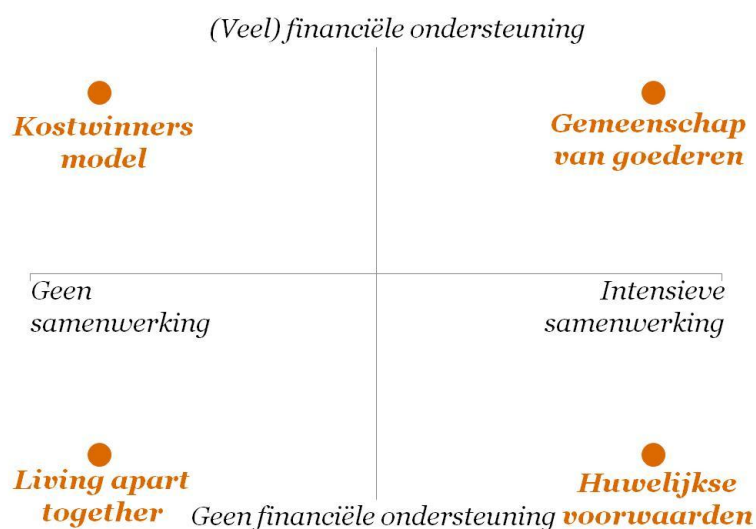 (Veel) financiële ondersteuning
Kostwinners
model
Gemeenschap
van goederen
Geen
samenwerking
Intensieve
samenwerking
Living apart
together
Geen financiële ondersteuning
Huwelijkse
voorwaarden